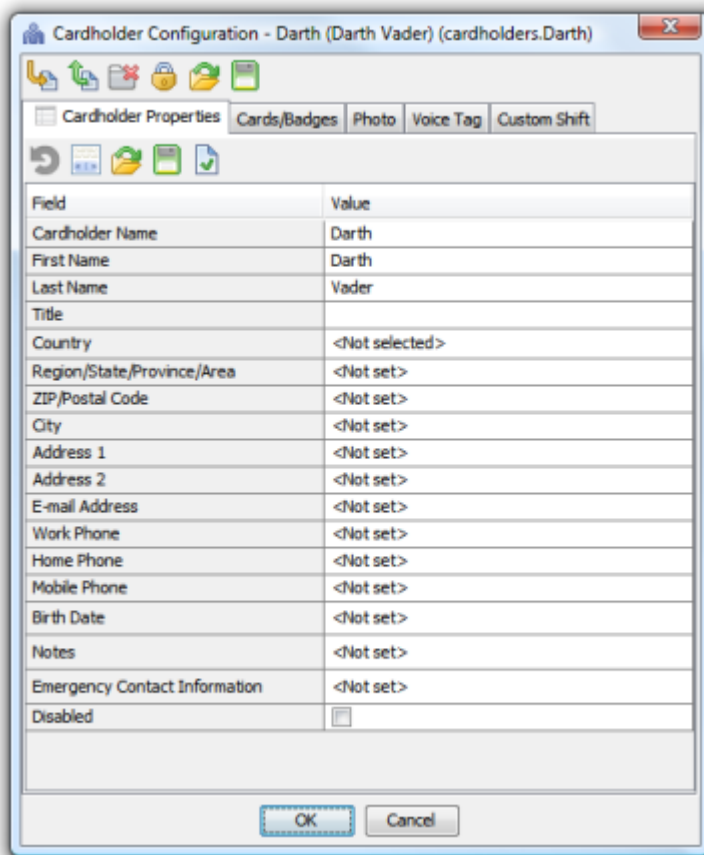 Cardholder Configuration - Darth (Darth Vader) (cardholders.Darth)
Cardholder Properties Cards/Badges Photo Voice Tag Custom Shift
Field Value
Cardholder Name Darth
First Name Darth
Last Name Vader
Title
Country <Not selected>
Region/State/Province/Area <Not set>
ZIP/Postal Code <Not set>
City <Not set>
Address 1 <Not set>
Address 2 <Not set>
E-mail Address <Not set>
Work Phone <Not set>
Home Phone <Not set>
Mobile Phone <Not set>
Birth Date <Not set>
Notes <Not set>
Emergency Contact Information <Not set>
Disabled
OK Cancel